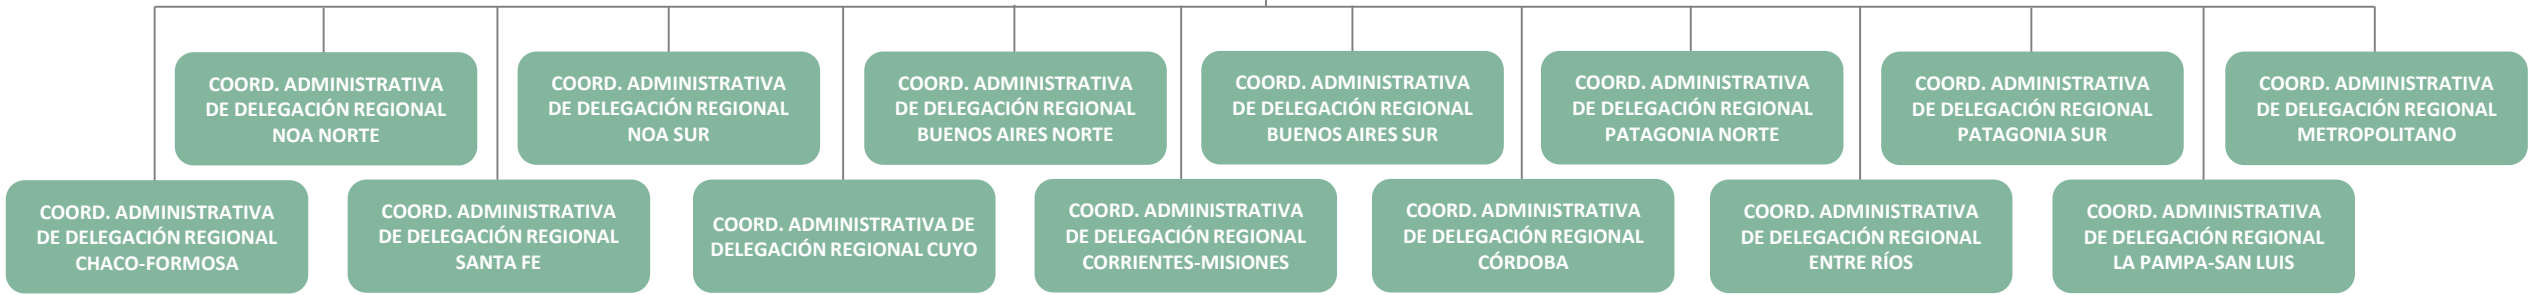 COORD. ADMINISTRATIVA
DE DELEGACIÓN REGIONAL
NOA NORTE
COORD. ADMINISTRATIVA
DE DELEGACIÓN REGIONAL
NOA SUR
COORD. ADMINISTRATIVA
DE DELEGACIÓN REGIONAL
BUENOS AIRES NORTE
COORD. ADMINISTRATIVA
DE DELEGACIÓN REGIONAL
BUENOS AIRES SUR
COORD. ADMINISTRATIVA
DE DELEGACIÓN REGIONAL
PATAGONIA NORTE
COORD. ADMINISTRATIVA
DE DELEGACIÓN REGIONAL
PATAGONIA SUR
COORD. ADMINISTRATIVA
DE DELEGACIÓN REGIONAL
METROPOLITANO
COORD. ADMINISTRATIVA
DE DELEGACIÓN REGIONAL
CHACO-FORMOSA
COORD. ADMINISTRATIVA
DE DELEGACIÓN REGIONAL
SANTA FE
COORD. ADMINISTRATIVA DE
DELEGACIÓN REGIONAL CUYO
COORD. ADMINISTRATIVA
DE DELEGACIÓN REGIONAL
CORRIENTES-MISIONES
COORD. ADMINISTRATIVA
DE DELEGACIÓN REGIONAL
CÓRDOBA
COORD. ADMINISTRATIVA
DE DELEGACIÓN REGIONAL
ENTRE RÍOS
COORD. ADMINISTRATIVA
DE DELEGACIÓN REGIONAL
LA PAMPA-SAN LUIS